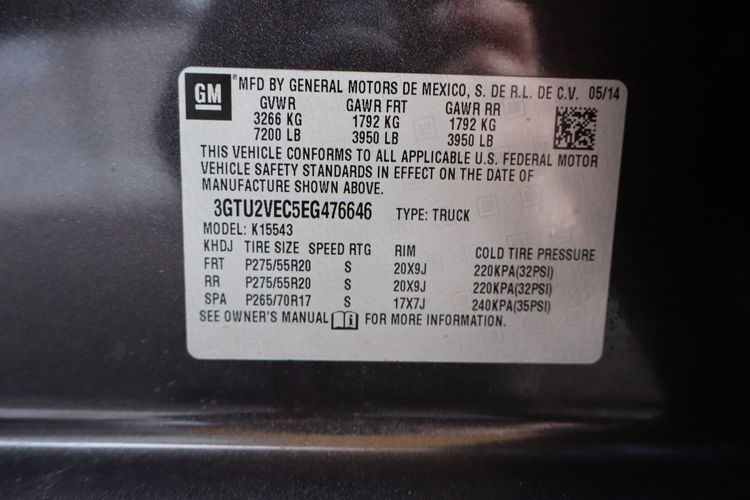 GM
®MFD BY GENERAL MOTORS DE MEXICO, S. DE R.L. DE C.V. 05/14
GVWR GAWR FRT GAWR RR
3266 KG 1792 KG 1792 KG
7200 LB 3950 LB 3950 LB
THIS VEHICLE CONFORMS TO ALL APPLICABLE U.S. FEDERAL MOTOR
VEHICLE SAFETY STANDARDS IN EFFECT ON THE DATE OF
MANUFACTURE SHOWN ABOVE.
3GTU2VEC5EG476646 TYPE: TRUCK
MODEL: K15543
KHDJ TIRE SIZE SPEED RTG RIM COLD TIRE PRESSURE
FRT P275/55R20 S 20X9J 220KPA(32PSI)
RR P275/55R20 S 20X9J 220KPA(32PSI)
SPA P265/70R17 S 17X7J 240KPA(35PSI)
SEE OWNER'S MANUAL FOR MORE INFORMATION.